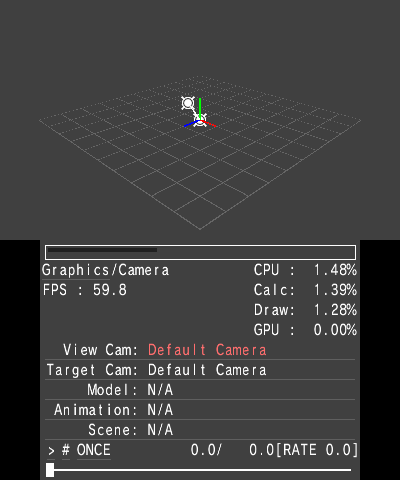 Graphics/Camera CPU : 1.48%
FPS : 59.8 Calc: 1.39%
Draw: 1.28%
GPU : 0.00%
View Cam: Default Camera
Target Cam: Default Camera
Model: N/A
Animation: N/A
Scene: N/A
> # ONCE 0.0/ 0.0[RATE 0.0]